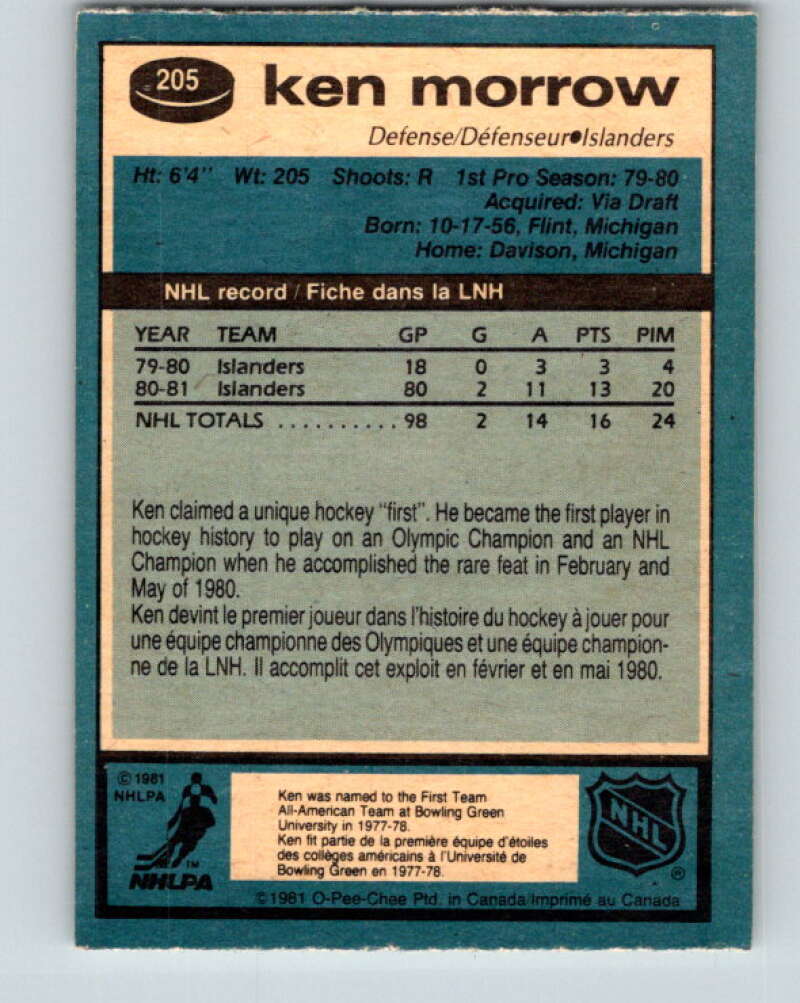 205
ken morrow
Defense/Défenseur●Islanders
Ht: 6'4" Wt: 205 Shoots: R 1st Pro Season: 79-80
Acquired: Via Draft
Born: 10-17-56, Flint, Michigan
Home: Davison, Michigan
NHL record / Fiche dans la LNH
YEAR TEAM GP G A PTS PIM
79-80 Islanders 18 0 3 3 4
80-81 Islanders 80 2 11 13 20
NHL TOTALS .......... 98 2 14 16 24
Ken claimed a unique hockey "first". He became the first player in
hockey history to play on an Olympic Champion and an NHL
Champion when he accomplished the rare feat in February and
May of 1980.
Ken devint le premier joueur dans l'histoire du hockey à jouer pour
une équipe championne des Olympiques et une équipe champion-
ne de la LNH. Il accomplit cet exploit en février et en mai 1980.
© 1981
NHLPA
TM
NHLPA
Ken was named to the First Team
All-American Team at Bowling Green
University in 1977-78.
Ken fit partie de la première équipe d'étoiles
des collèges américains à l'Université de
Bowling Green en 1977-78.
NHL
®
©1981 O-Pee-Chee Ptd. in Canada/Imprimé au Canada